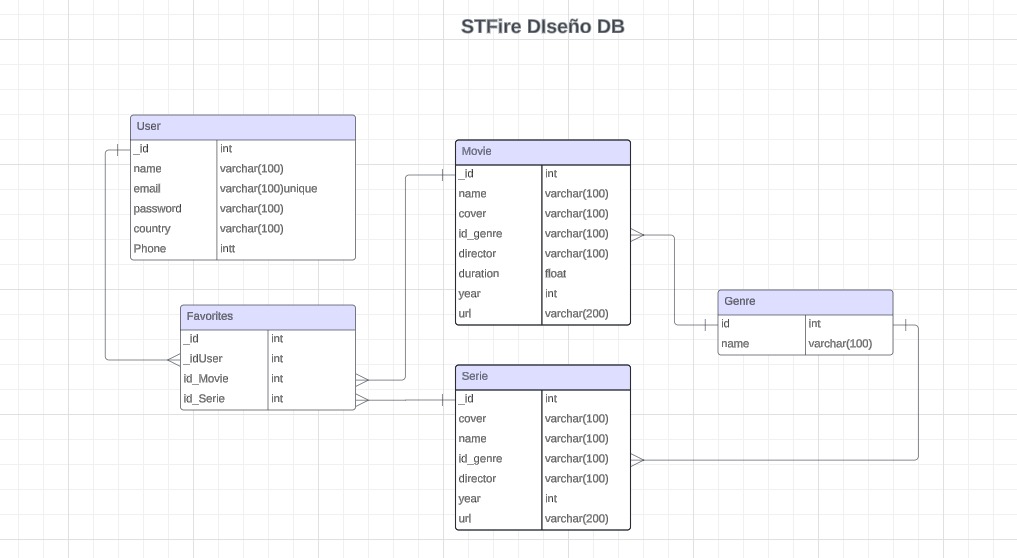 STFire DIseño DB
User
_id int
name varchar(100)
email varchar(100)unique
password varchar(100)
country varchar(100)
Phone intt
Favorites
_id int
_idUser int
id_Movie int
id_Serie int
Movie
_id int
name varchar(100)
cover varchar(100)
id_genre varchar(100)
director varchar(100)
duration float
year int
url varchar(200)
Serie
_id int
cover varchar(100)
name varchar(100)
id_genre varchar(100)
director varchar(100)
year int
url varchar(200)
Genre
id int
name varchar(100)